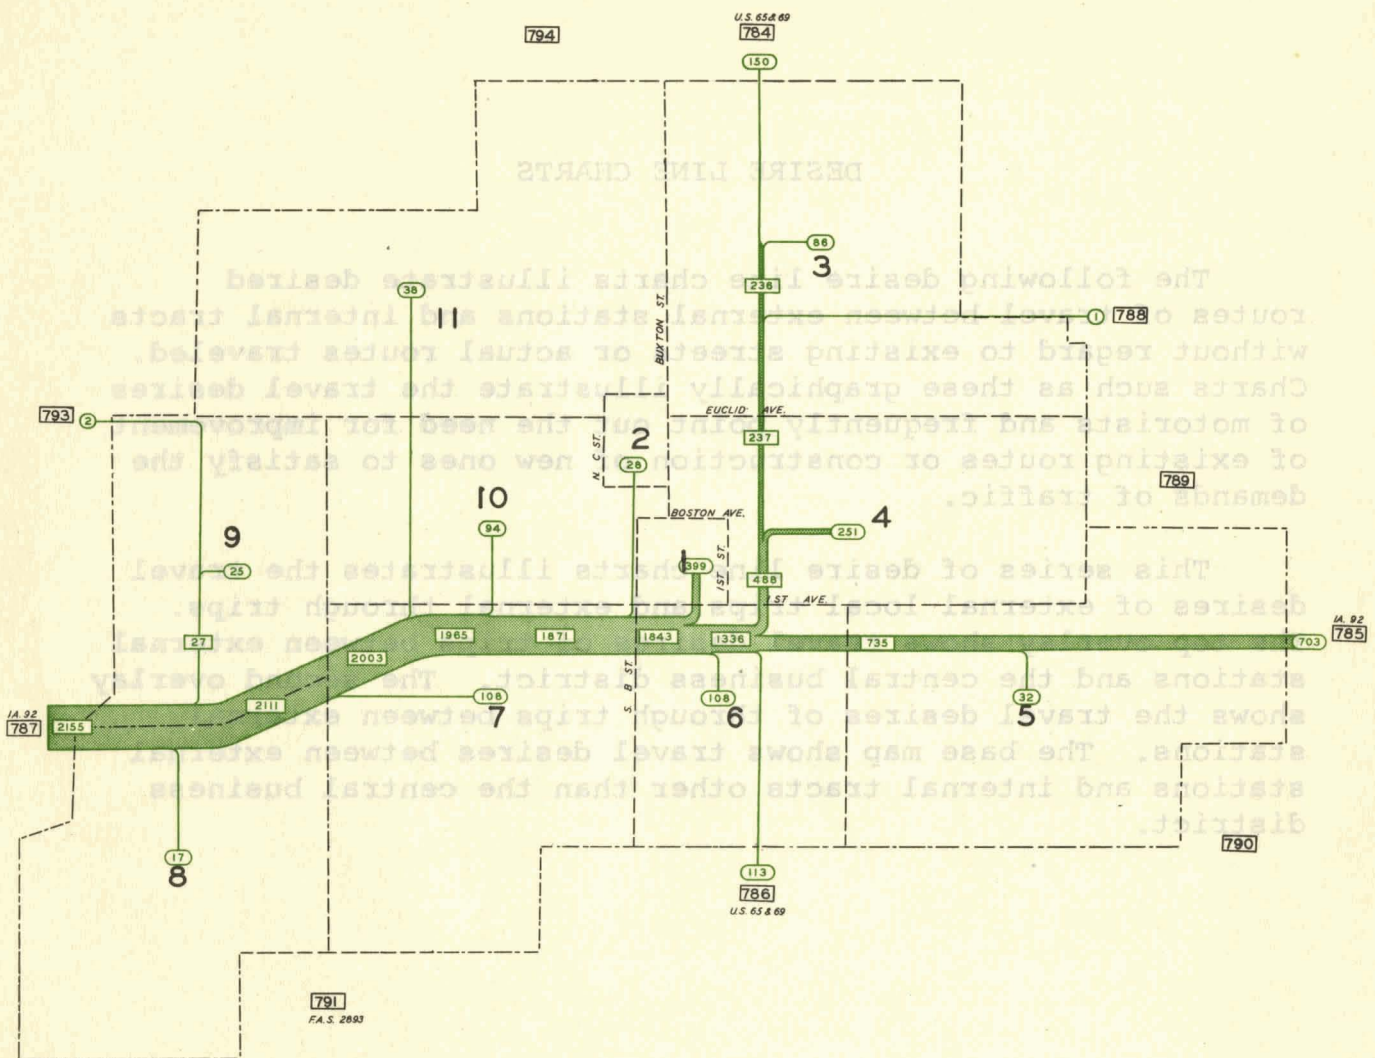 U.S. 65 & 69
794
784
150
DESIRE LINE CHARTS
86
3
The following desire line charts illustrate desired
236
38
11
BUXTON ST.
1
788
routes of travel between external stations and internal tracts
without regard to existing streets or actual routes traveled.
Charts such as these graphically illustrate the travel desires
793
2
EUCLID AVE.
of motorists and frequently point out the need for improvement
N. C ST.
2
237
of existing routes or construction of new ones to satisfy the
28
789
demands of traffic.
10
94
BOSTON AVE.
4
251
9
25
1
399
1ST ST.
488
This series of desire line charts illustrates the travel
1ST AVE.
desires of external local trips and external through trips.
27
1965
1871
1843
1336
735
703
IA. 92
785
2003
shows travel desires of trips between external
stations and the central business district. The second overlay
2111
108
7
S. B ST.
108
6
32
5
IA. 92
787
2155
shows the travel desires of through trips between external
stations. The base map shows travel desires between external
stations and internal tracts other than the central business
district.
17
8
790
113
786
U.S. 65 & 69
791
F.A.S. 2893